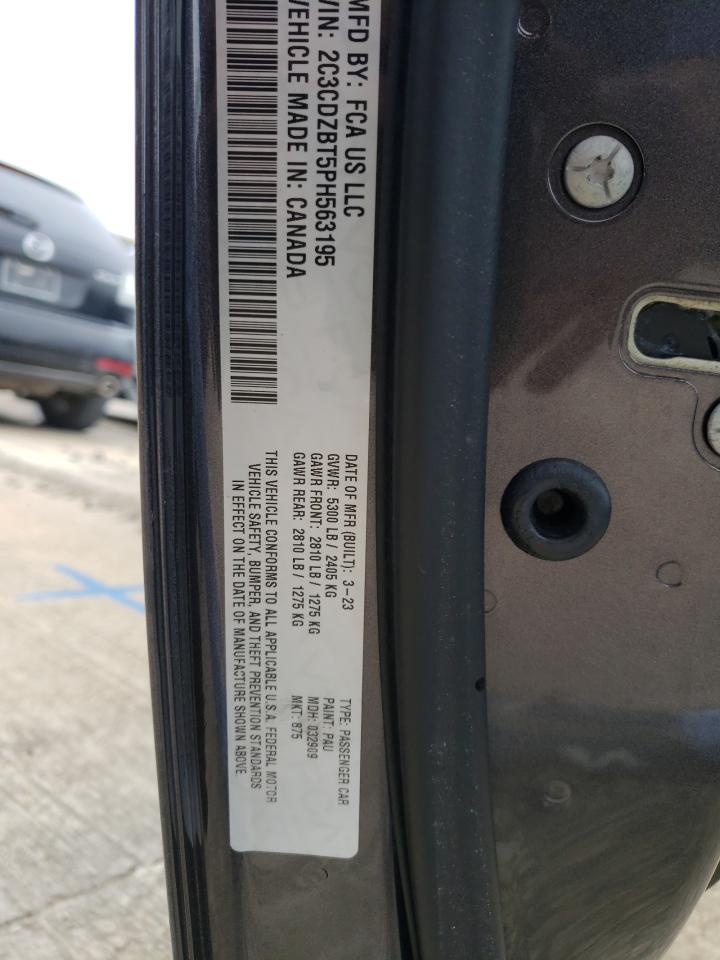 MFD BY: FCA US LLC
VIN: 2C3CDZBT5PH563195
VEHICLE MADE IN: CANADA
DATE OF MFR (BUILT): 3-23
GVWR: 5300 LB / 2405 KG
GAWR FRONT: 2810 LB / 1275 KG
GAWR REAR: 2810 LB / 1275 KG
THIS VEHICLE CONFORMS TO ALL APPLICABLE U.S.A. FEDERAL MOTOR
VEHICLE SAFETY, BUMPER, AND THEFT PREVENTION STANDARDS
IN EFFECT ON THE DATE OF MANUFACTURE SHOWN ABOVE
TYPE: PASSENGER CAR
PAINT: PAU
MDH: 032909
MKT: 875